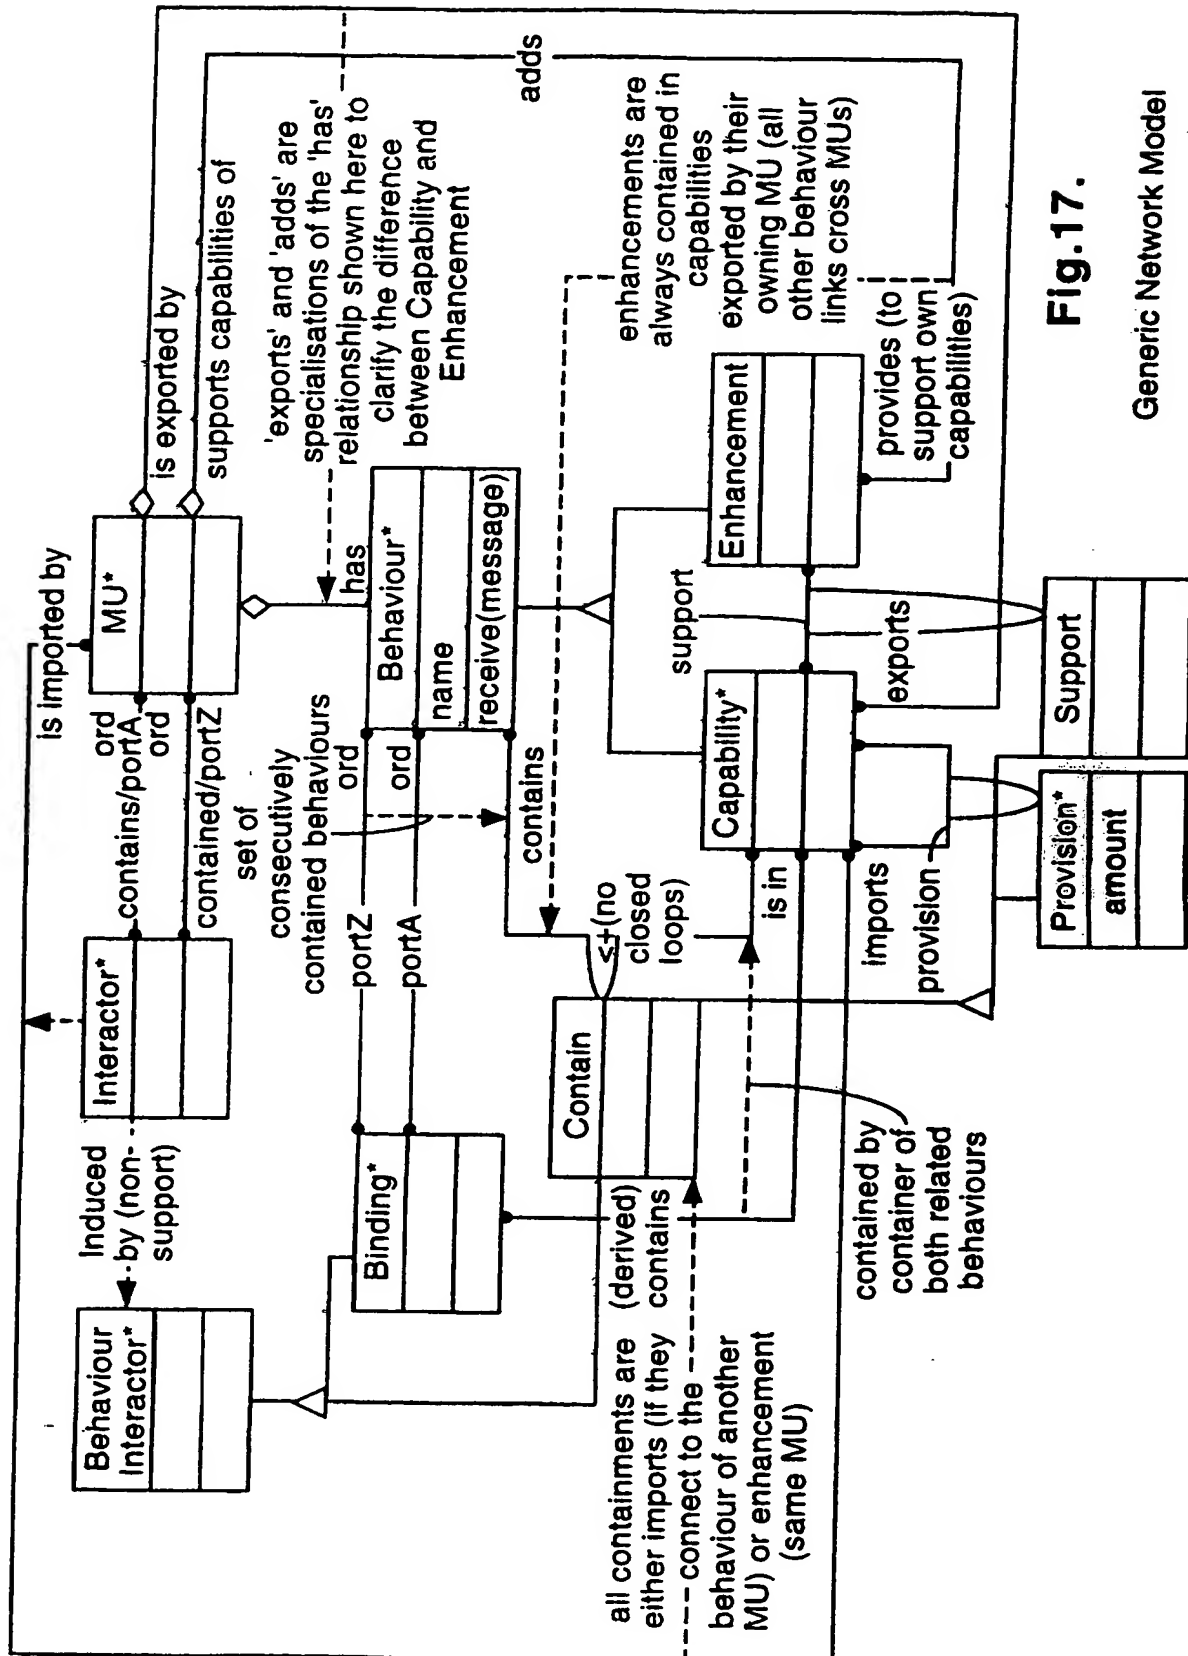 is imported by
MU*
ord
contains/portA
ord
contained/portZ
is exported by
supports capabilities of
adds
Interactor*
Induced
by (non-
support)
Behaviour
Interactor*
set of
consecutively
contained behaviours
has
'exports' and 'adds' are
specialisations of the 'has'
relationship shown here to
clarify the difference
between Capability and
Enhancement
Behaviour*
name
receive(message)
ord
ord
portZ
portA
Binding*
contains
enhancements are
always contained in
capabilities
exported by their
owning MU (all
other behaviour
links cross MUs)
<+(no
closed
loops)
Contain
(derived)
contains
is in
imports
provision
Capability*
support
exports
Enhancement
provides (to
support own
capabilities)
all containments are
either imports (if they
connect to the
behaviour of another
MU) or enhancement
(same MU)
contained by
container of
both related
behaviours
Provision*
amount
Support
Fig.17.
Generic Network Model